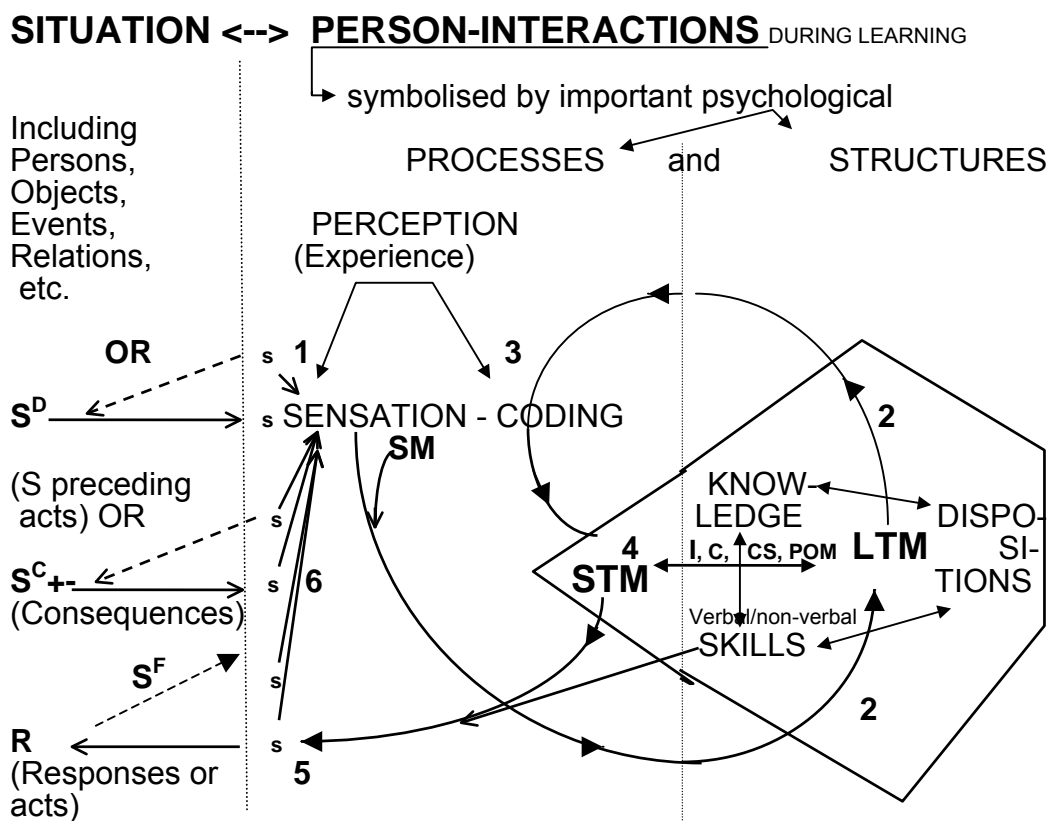 SITUATION <--> PERSON-INTERACTIONS DURING LEARNING
symbolised by important psychological
PROCESSES and STRUCTURES
Including
Persons,
Objects,
Events,
Relations,
etc.
PERCEPTION
(Experience)
OR s 1 3
S^D s SENSATION - CODING 2
SM
(S preceding
acts) OR s
KNOW-
LEDGE
DISPO-
SI-
TIONS
4 I, C, CS, POM LTM
STM
S^C+- s 6
(Consequences)
Verbal/non-verbal
SKILLS
S^F s
2
R s
(Responses or 5
acts)